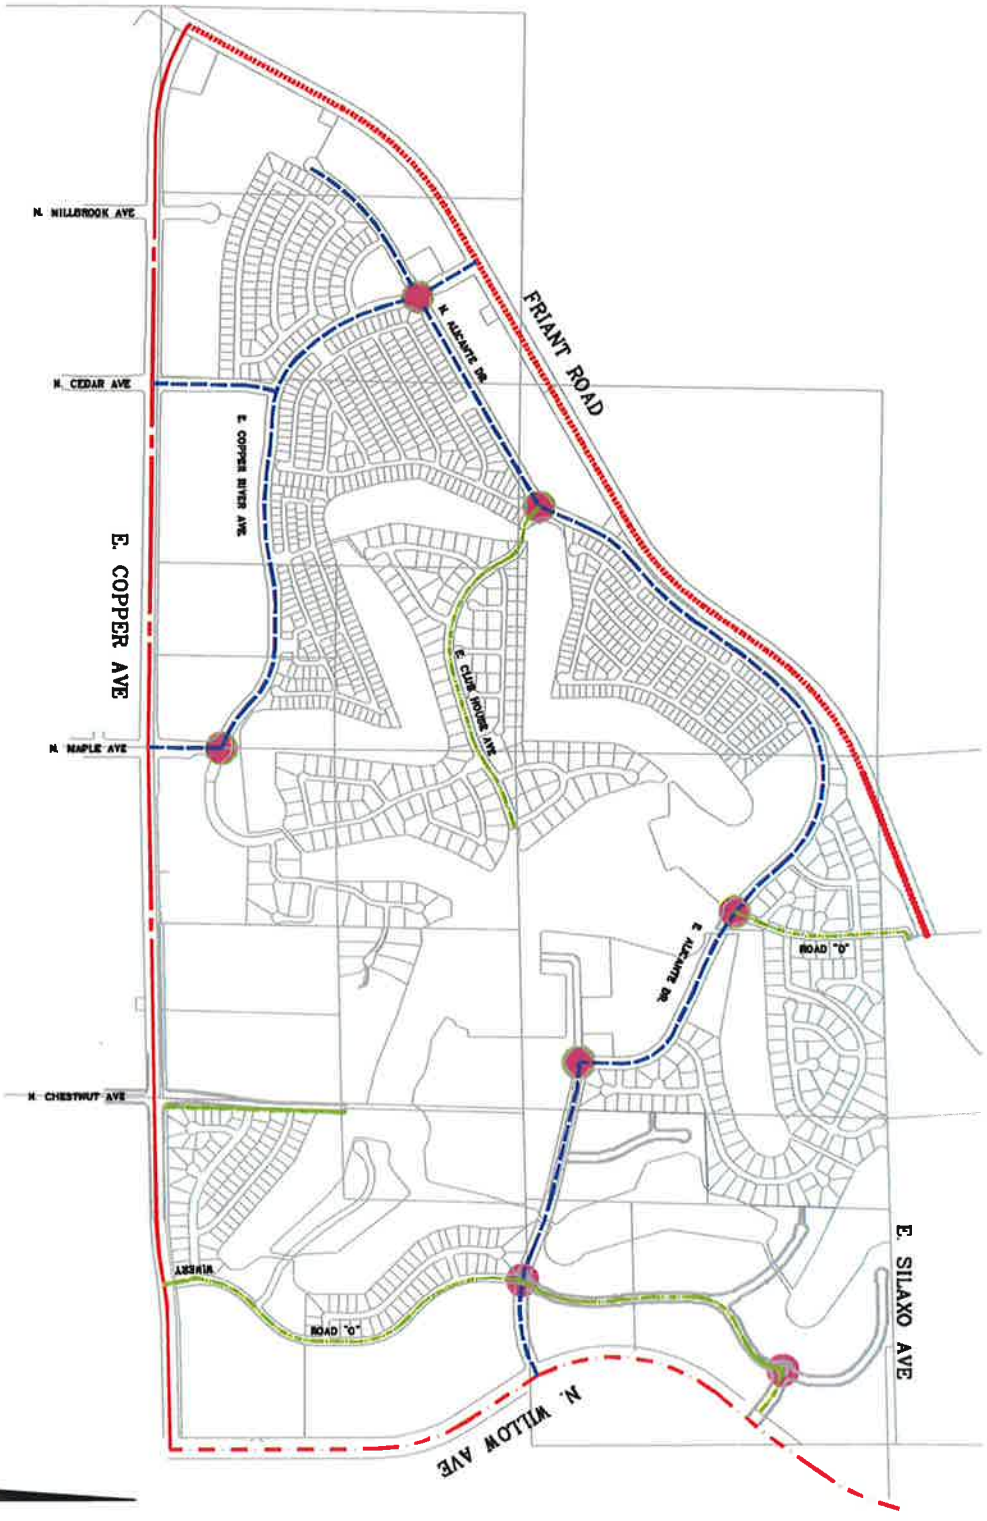 N. MILLBROOK AVE
FRIANT ROAD
N. ALICANTE DR.
N. CEDAR AVE
E. COPPER RIVER AVE.
E. COPPER AVE
E. CLUB HOUSE AVE
N. MAPLE AVE
E. ALICANTE DR.
ROAD "D"
N. CHESTNUT AVE
E. SILAXO AVE
WINERY
ROAD "C"
N. WILLOW AVE